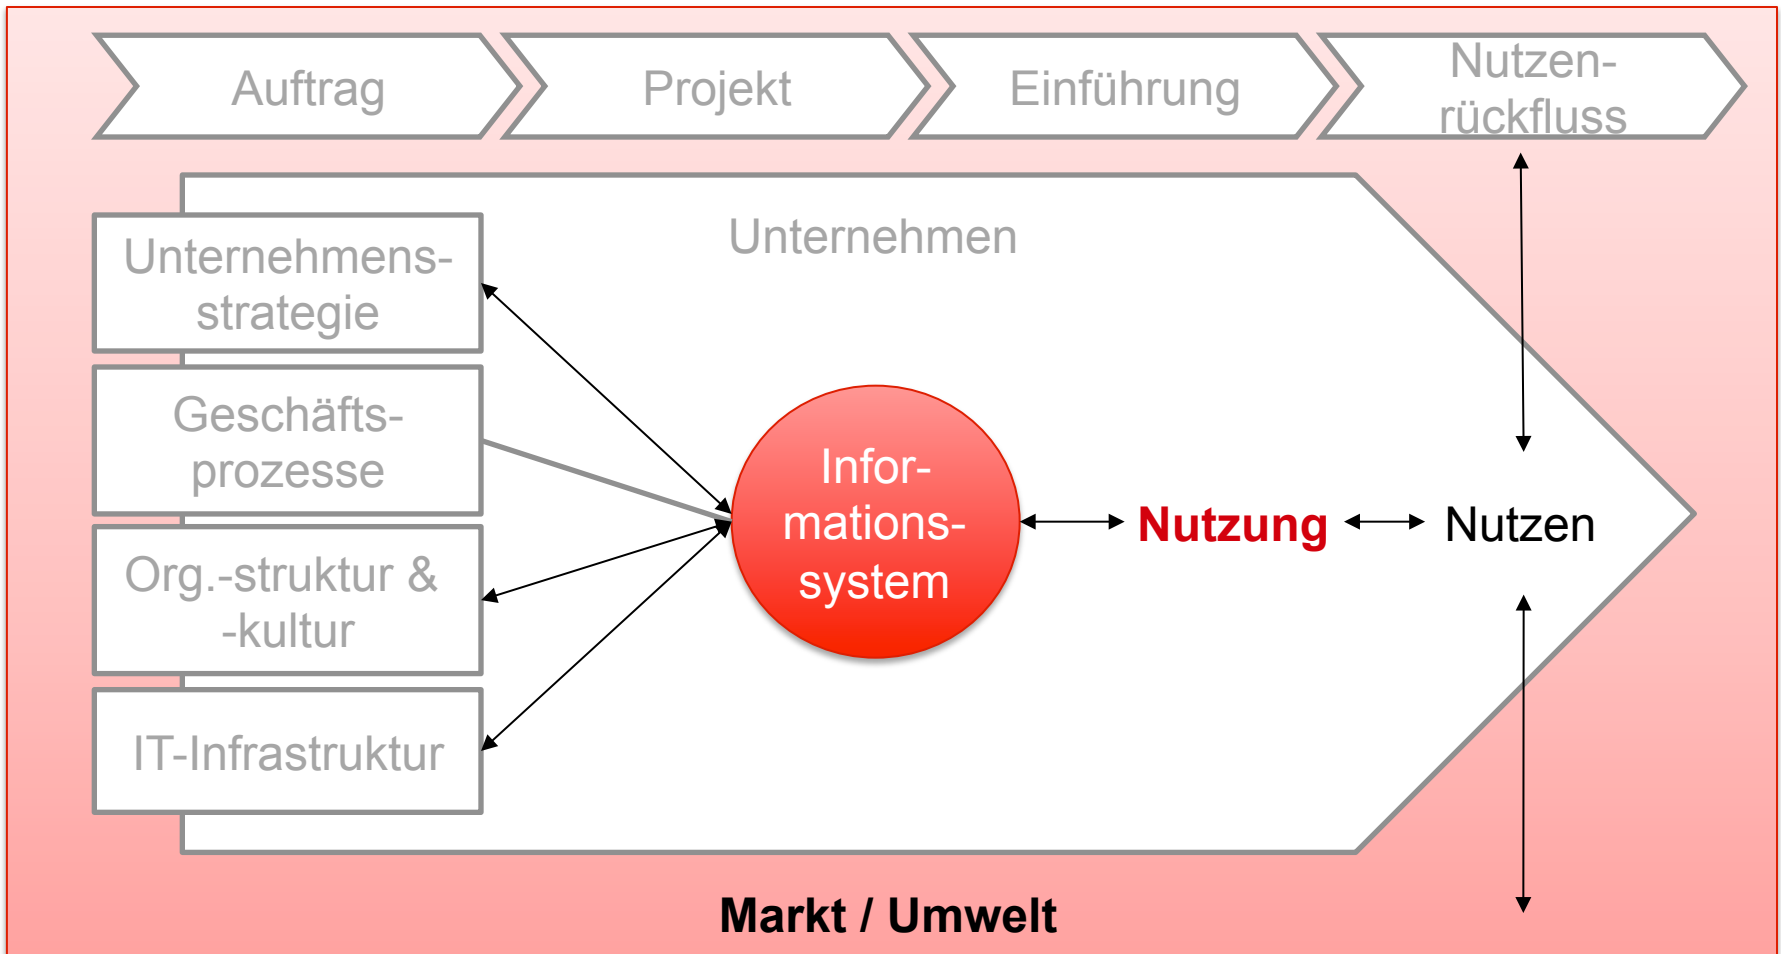 Auftrag
Projekt
Einführung
Nutzen-
rückfluss
Unternehmen
Unternehmens-
strategie
Geschäfts-
prozesse
Org.-struktur &
-kultur
IT-Infrastruktur
Infor-
mations-
system
Nutzung
Nutzen
Markt / Umwelt